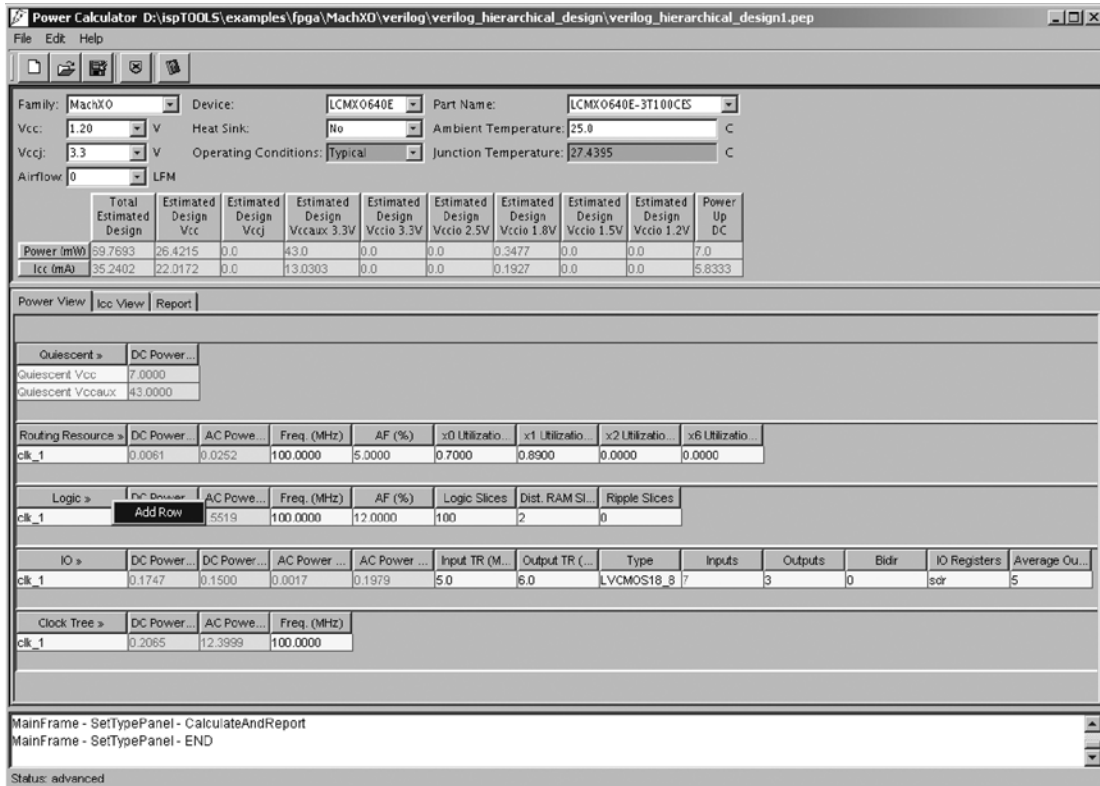 Power Calculator D:\ispTOOLS\examples\fpga\MachXO\verilog\verilog_hierarchical_design\verilog_hierarchical_design1.pep
File Edit Help
Family: MachXO Device: LCMXO640E Part Name: LCMXO640E-3T100CES
Vcc: 1.20 V Heat Sink: No Ambient Temperature: 25.0 C
Vccj: 3.3 V Operating Conditions: Typical Junction Temperature: 27.4395 C
Airflow 0 LFM
Total Estimated Design Estimated Design Vcc Estimated Design Vccj Estimated Design Vccaux 3.3V Estimated Design Vccio 3.3V Estimated Design Vccio 2.5V Estimated Design Vccio 1.8V Estimated Design Vccio 1.5V Estimated Design Vccio 1.2V Power Up DC
Power (mW) 69.7693 26.4215 0.0 43.0 0.0 0.0 0.3477 0.0 0.0 7.0
Icc (mA) 35.2402 22.0172 0.0 13.0303 0.0 0.0 0.1927 0.0 0.0 5.8333
Power View Icc View Report
Quiescent » DC Power...
Quiescent Vcc 7.0000
Quiescent Vccaux 43.0000
Routing Resource » DC Power... AC Powe... Freq. (MHz) AF (%) x0 Utilizatio... x1 Utilizatio... x2 Utilizatio... x6 Utilizatio...
clk_1 0.0061 0.0252 100.0000 5.0000 0.7000 0.8900 0.0000 0.0000
Logic » DC Power... AC Powe... Freq. (MHz) AF (%) Logic Slices Dist. RAM Sl... Ripple Slices
Add Row
clk_1 5519 100.0000 12.0000 100 2 0
IO » DC Power... DC Power... AC Power ... AC Power ... Input TR (M... Output TR (... Type Inputs Outputs Bidir IO Registers Average Ou...
clk_1 0.1747 0.1500 0.0017 0.1979 5.0 6.0 LVCMOS18_8 7 3 0 sdr 5
Clock Tree » DC Power... AC Powe... Freq. (MHz)
clk_1 0.2065 12.3999 100.0000
MainFrame - SetTypePanel - CalculateAndReport
MainFrame - SetTypePanel - END
Status: advanced